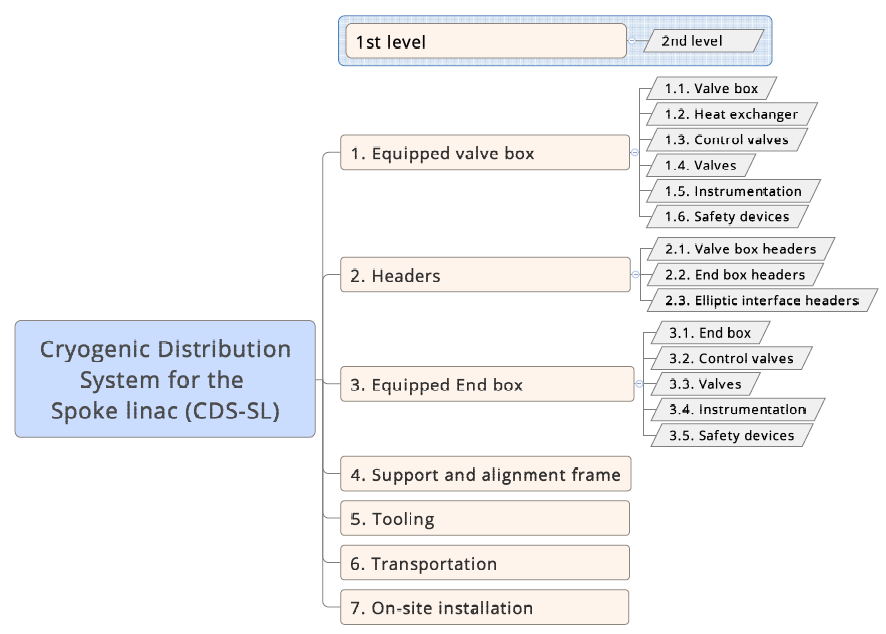 1st level
2nd level
Cryogenic Distribution
System for the
Spoke linac (CDS-SL)
1. Equipped valve box
1.1. Valve box
1.2. Heat exchanger
1.3. Control valves
1.4. Valves
1.5. Instrumentation
1.6. Safety devices
2. Headers
2.1. Valve box headers
2.2. End box headers
2.3. Elliptic interface headers
3. Equipped End box
3.1. End box
3.2. Control valves
3.3. Valves
3.4. Instrumentation
3.5. Safety devices
4. Support and alignment frame
5. Tooling
6. Transportation
7. On-site installation